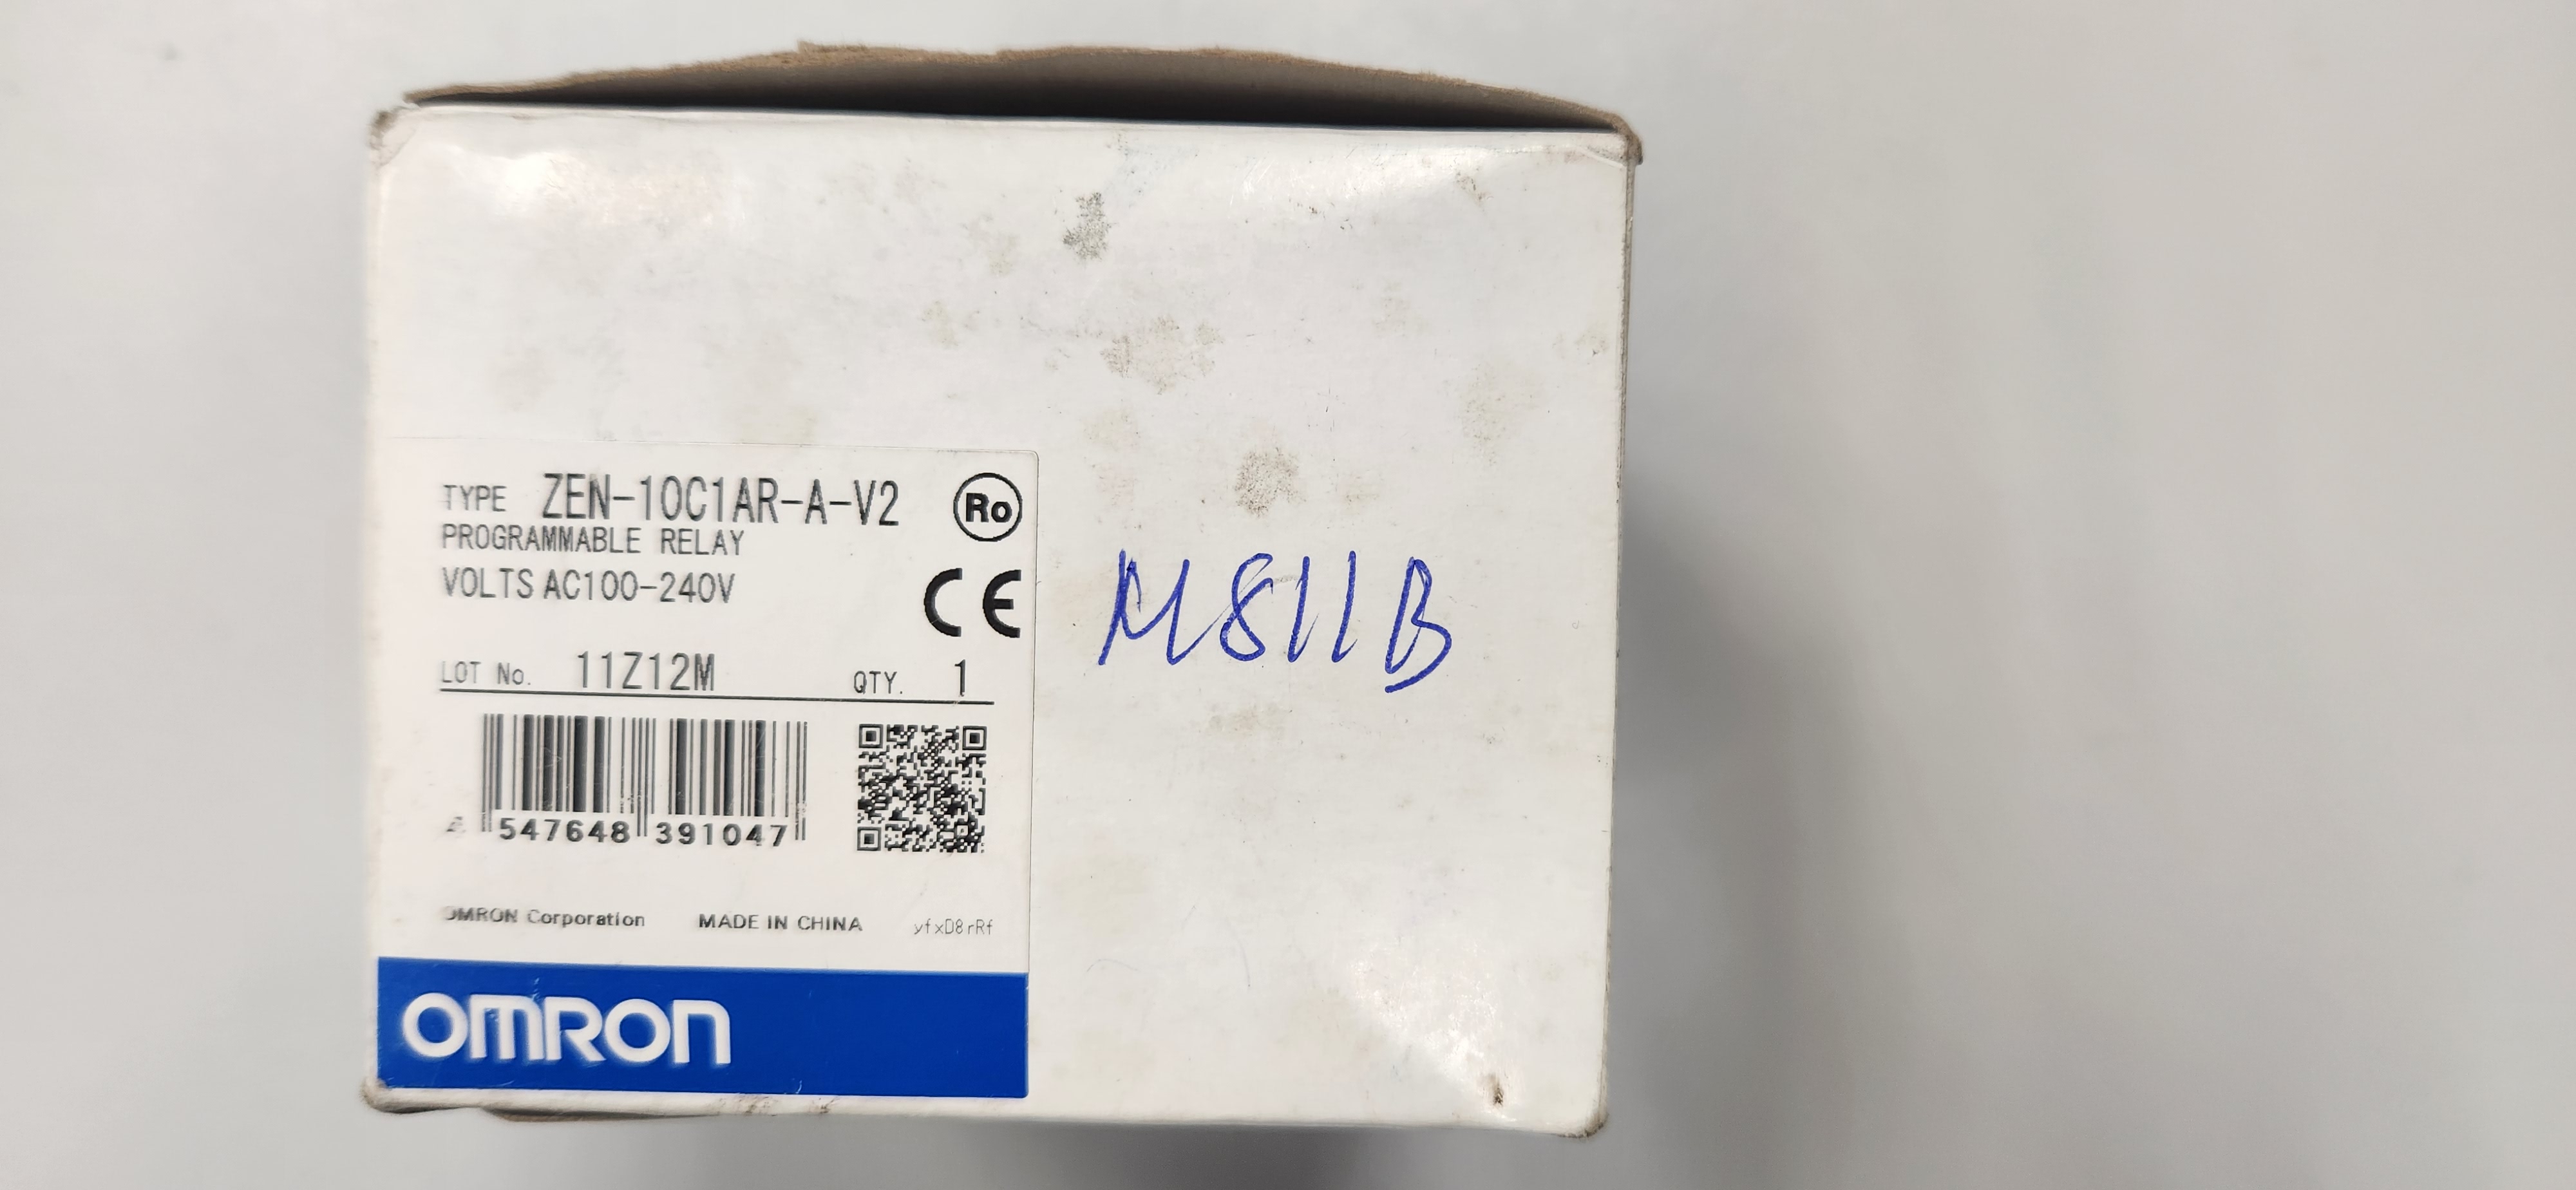 TYPE ZEN-10C1AR-A-V2
Ro
PROGRAMMABLE RELAY
VOLTS AC100-240V
CE
LOT No. 11Z12M QTY. 1
547648 391047
OMRON Corporation MADE IN CHINA yfxD8rRf
OMRON
M811B